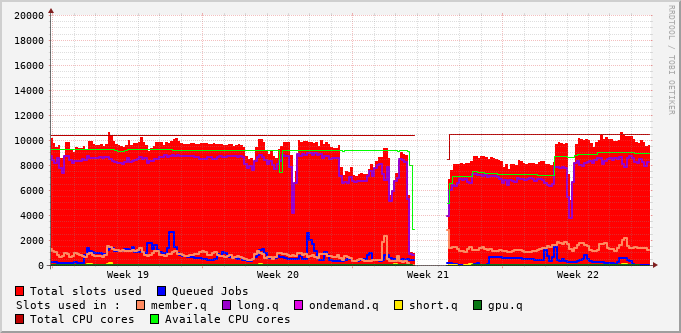 20000
18000
16000
14000
12000
10000
8000
6000
4000
2000
0
Week 19 Week 20 Week 21 Week 22
Total slots used Queued Jobs
Slots used in : member.q long.q ondemand.q short.q gpu.q
Total CPU cores Availale CPU cores
RRDTOOL / TOBI OETIKER